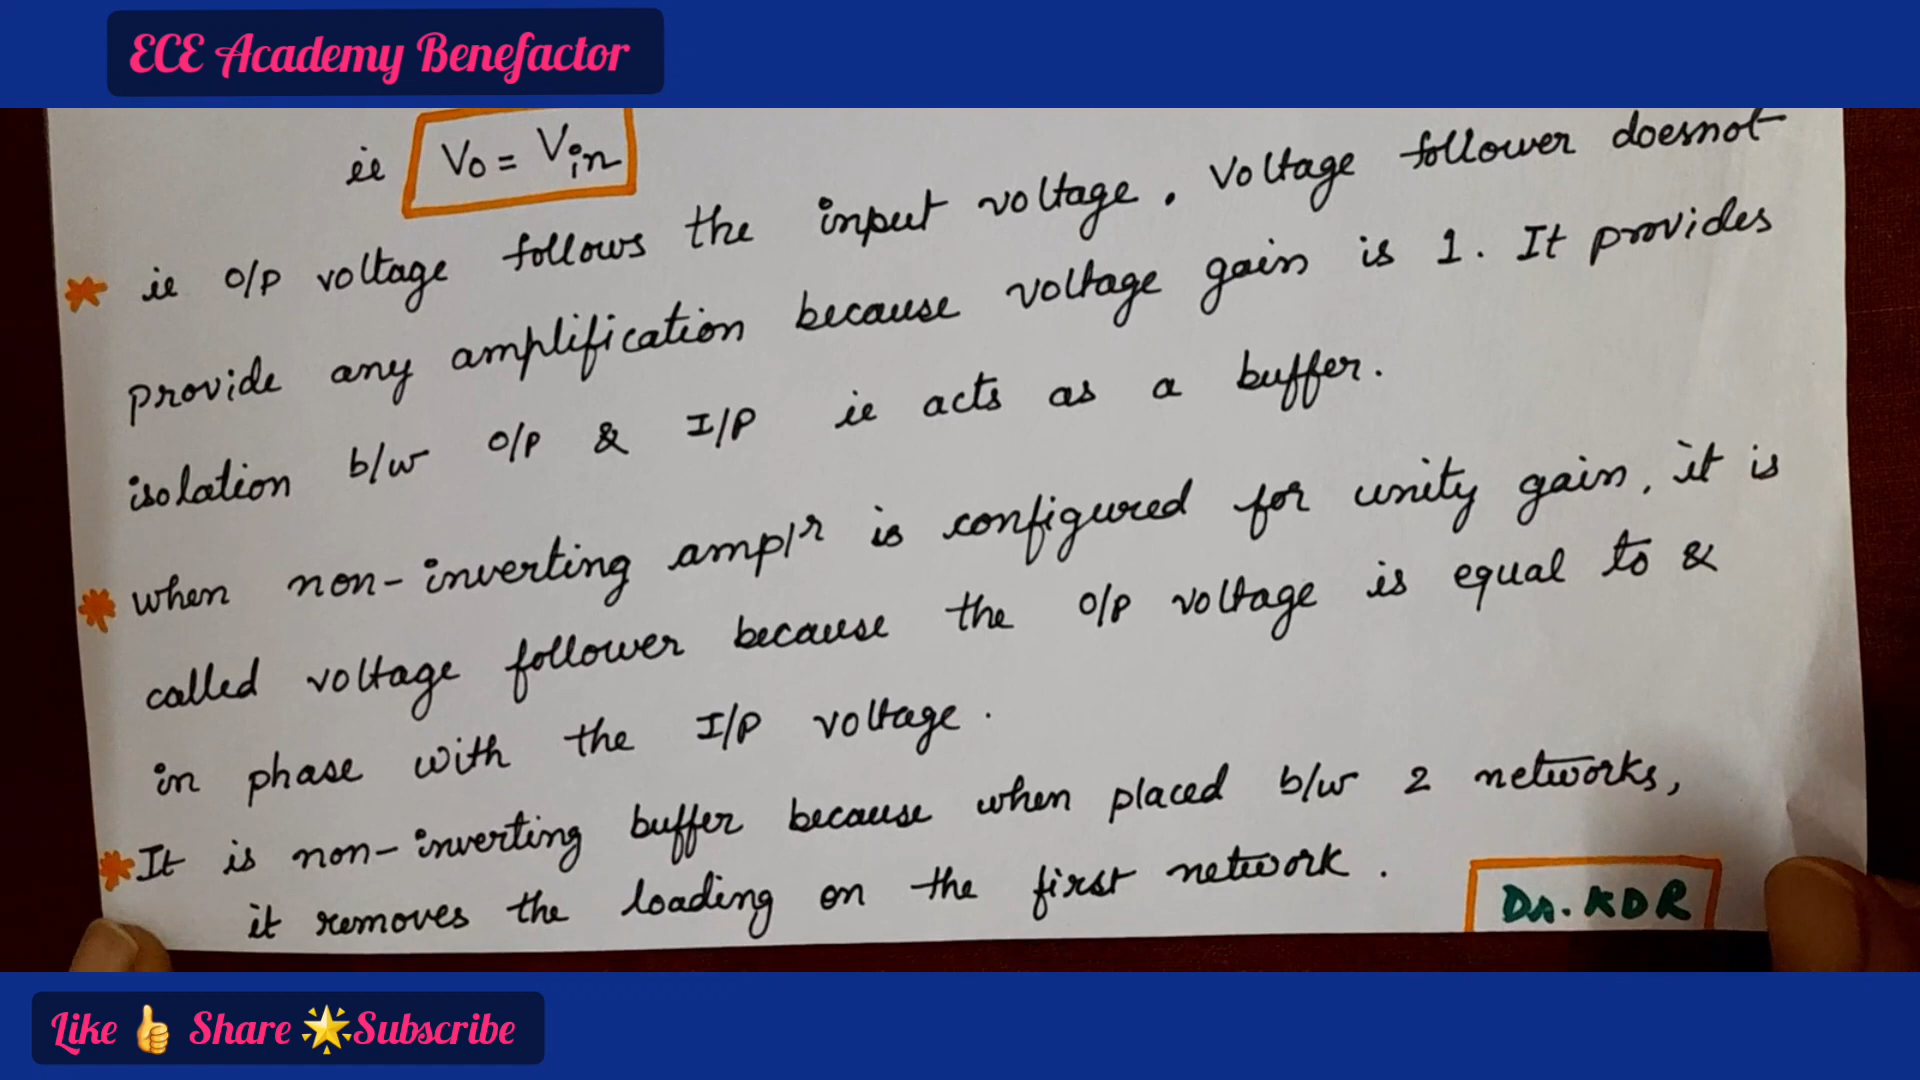 ECE Academy Benefactor
ie Vo = Vin
ie O/P voltage follows the input voltage. Voltage follower doesnot
provide any amplification because voltage gain is 1. It provides
isolation b/w O/P & I/P ie acts as a buffer.
when non-inverting ampl^r is configured for unity gain, it is
called voltage follower because the O/P voltage is equal to &
in phase with the I/P voltage.
It is non-inverting buffer because when placed b/w 2 networks,
it removes the loading on the first network.
Dr. KDR
Like 👍 Share 🌟Subscribe